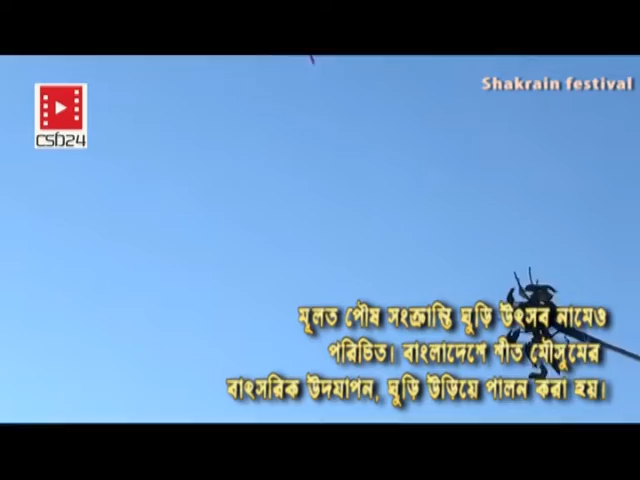 Shakrain festival
csb24
মূলত পৌষ সংক্রান্তি ঘুড়ি উৎসব নামেও
পরিচিত। বাংলাদেশে শীত মৌসুমের
বাৎসরিক উদযাপন, ঘুড়ি উড়িয়ে পালন করা হয়।